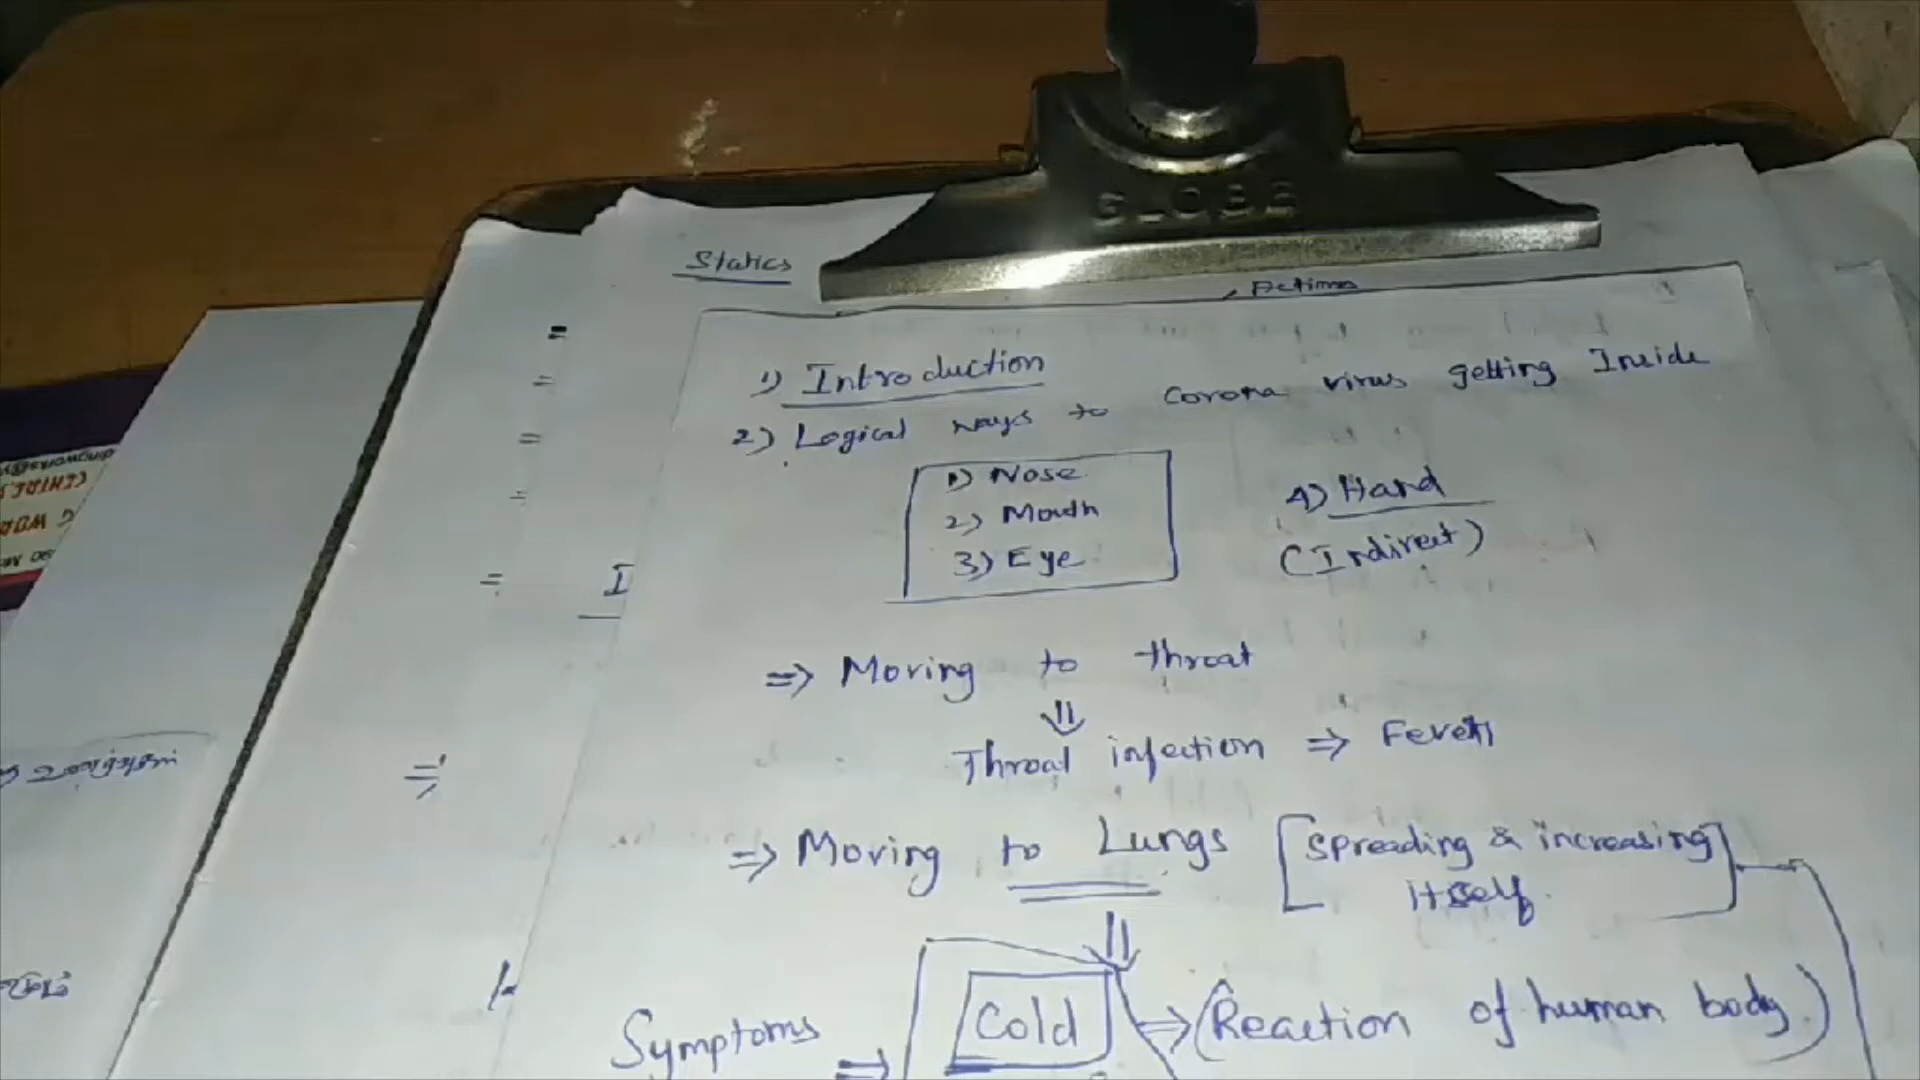 GLOBE
Statics
1) Introduction
2) Logical ways to corona virus getting Inside
1) Nose
2) Mouth
3) Eye
4) Hand
(Indirect)
=> Moving to throat
Throat infection => Fever
=> Moving to Lungs [spreading & increasing
itself.]
Cold => (Reaction of human body.)
Symptoms =>